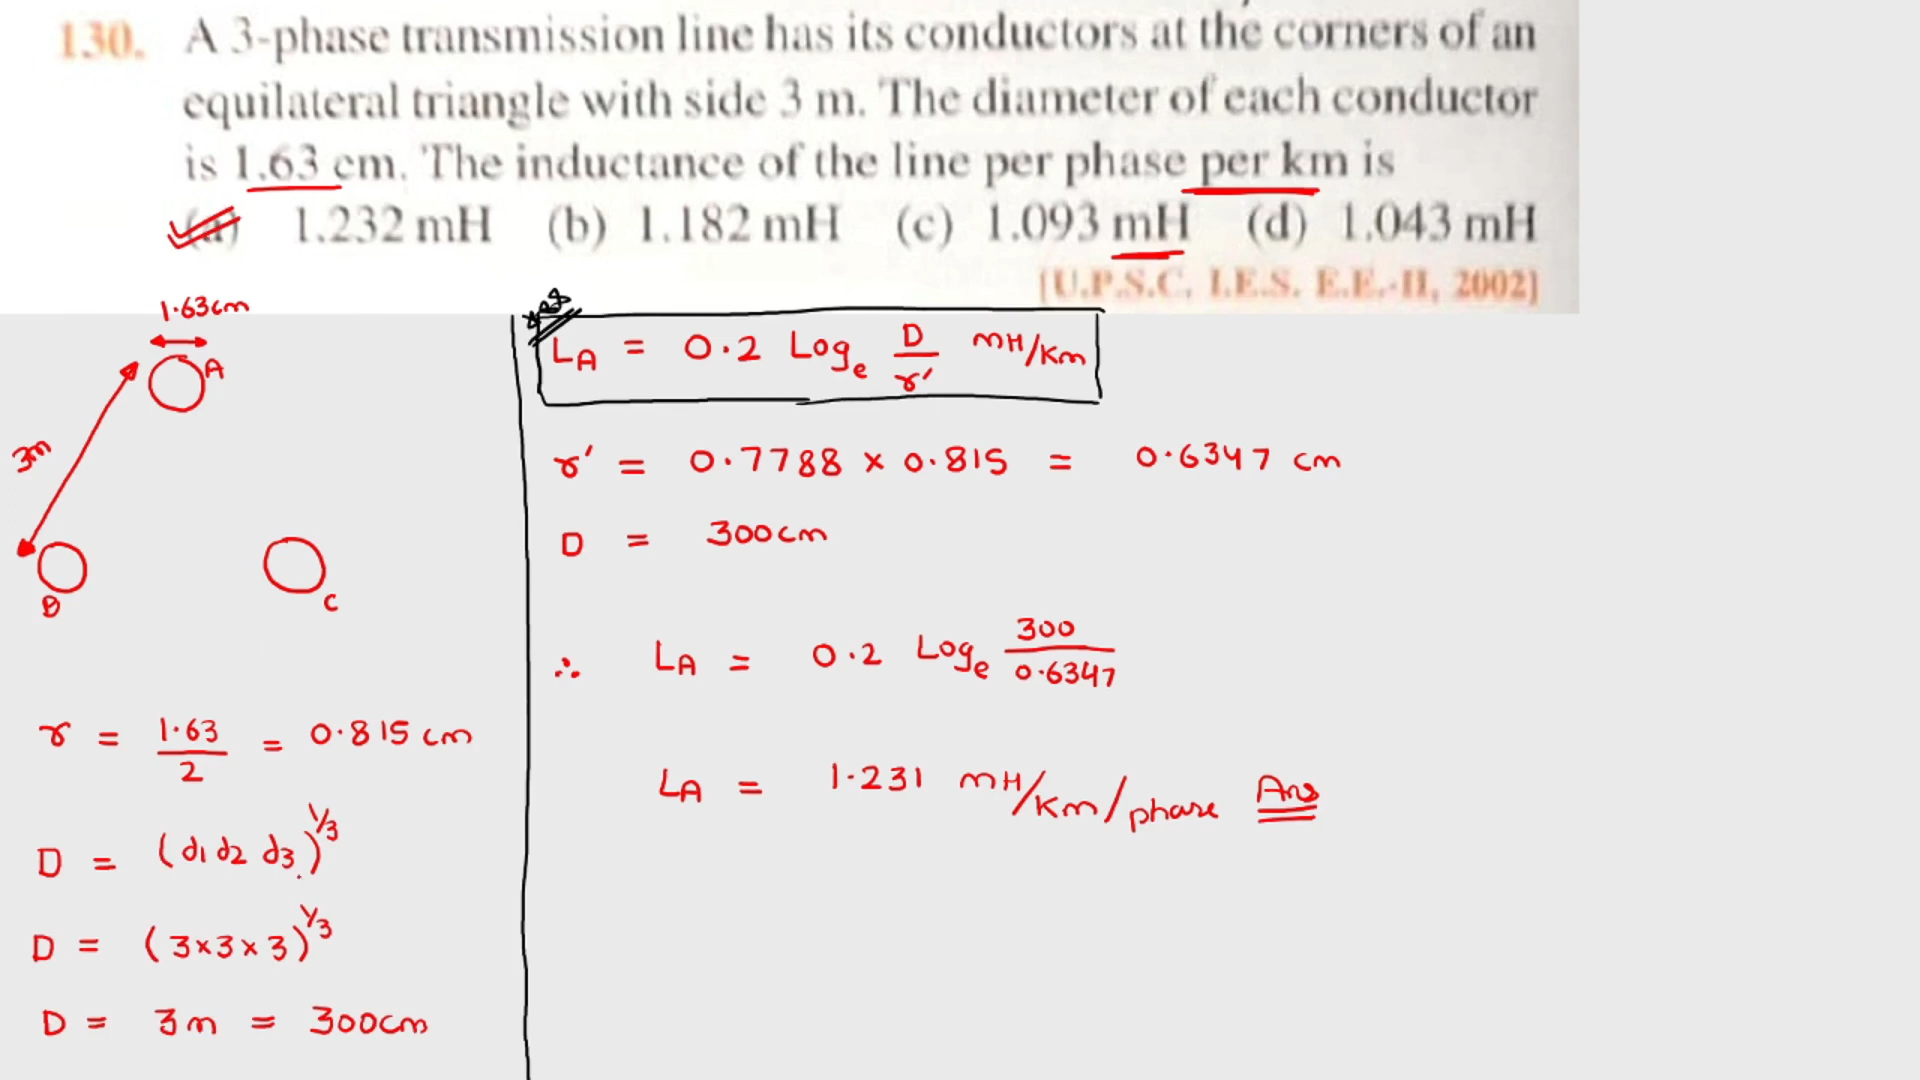 130. A 3-phase transmission line has its conductors at the corners of an
equilateral triangle with side 3 m. The diameter of each conductor
is 1.63 cm. The inductance of the line per phase per km is
(a) 1.232 mH (b) 1.182 mH (c) 1.093 mH (d) 1.043 mH
[U.P.S.C. I.E.S. E.E.-II, 2002]
1.63cm
A
3m
B
C
r = 1.63/2 = 0.815 cm
D = (d1 d2 d3)^1/3
D = (3×3×3)^1/3
D = 3m = 300cm
LA = 0.2 Loge D/r' mH/Km
r' = 0.7788 × 0.815 = 0.6347 cm
D = 300cm
∴ LA = 0.2 Loge 300/0.6347
LA = 1.231 mH/Km/phase Ans